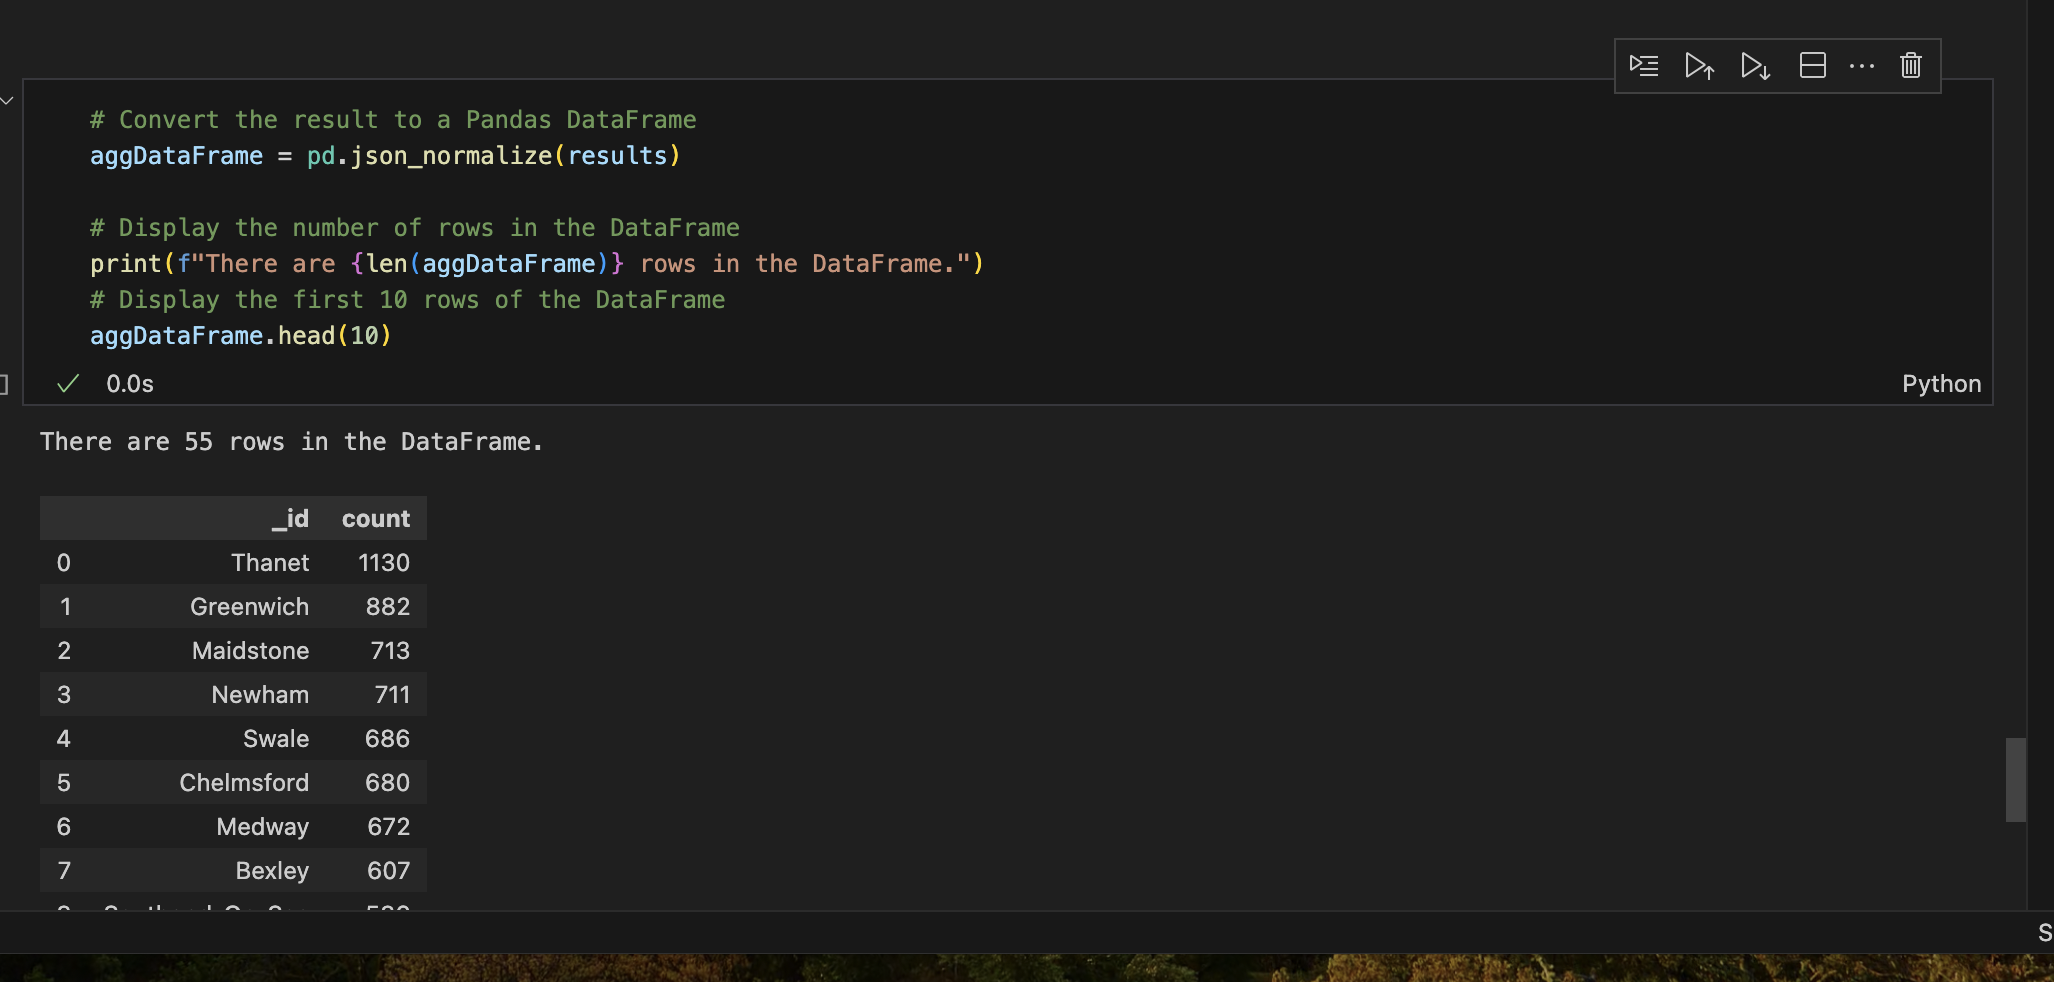 # Convert the result to a Pandas DataFrame
aggDataFrame = pd.json_normalize(results)
# Display the number of rows in the DataFrame
print(f"There are {len(aggDataFrame)} rows in the DataFrame.")
# Display the first 10 rows of the DataFrame
aggDataFrame.head(10)
0.0s Python
There are 55 rows in the DataFrame.
_id count
0 Thanet 1130
1 Greenwich 882
2 Maidstone 713
3 Newham 711
4 Swale 686
5 Chelmsford 680
6 Medway 672
7 Bexley 607
S